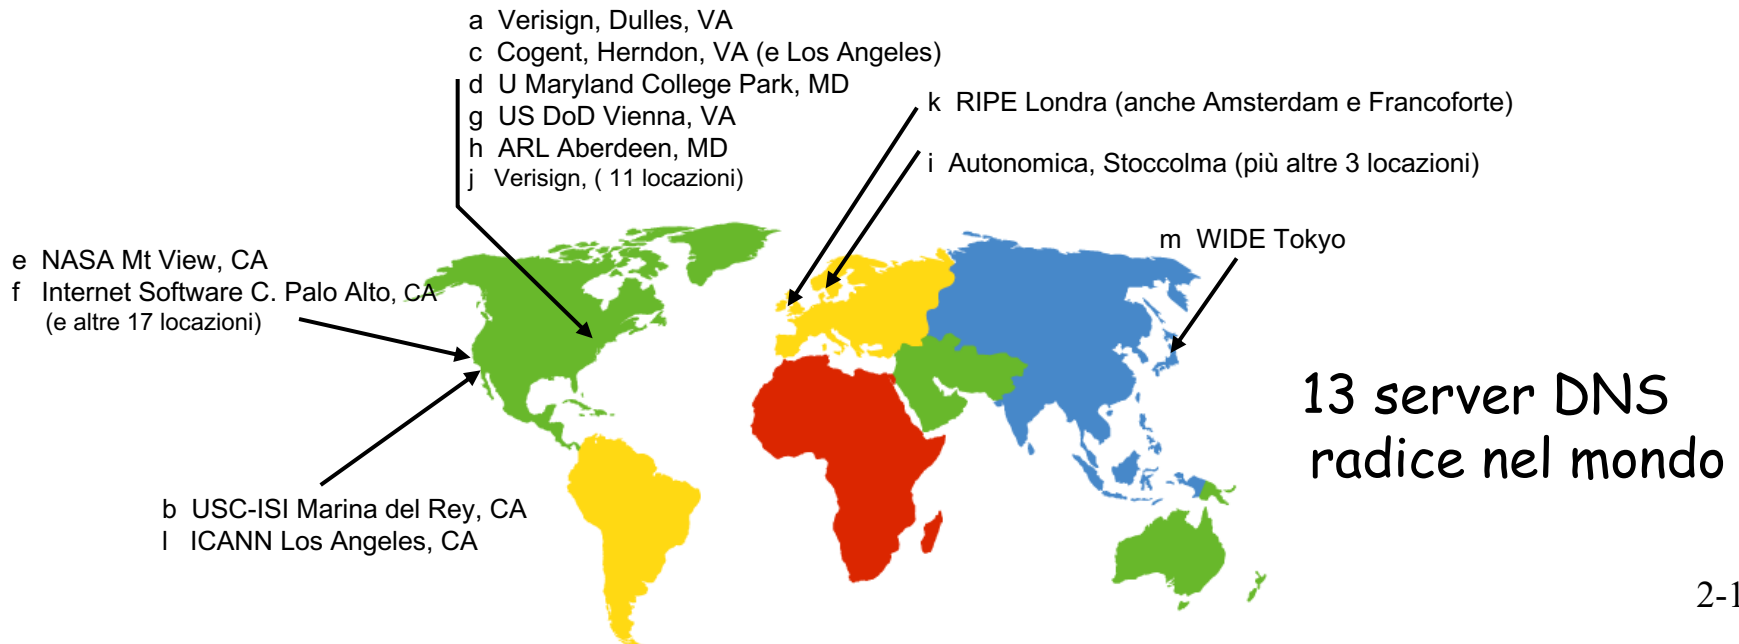 a Verisign, Dulles, VA
c Cogent, Herndon, VA (e Los Angeles)
d U Maryland College Park, MD
g US DoD Vienna, VA
h ARL Aberdeen, MD
j Verisign, ( 11 locazioni)
k RIPE Londra (anche Amsterdam e Francoforte)
i Autonomica, Stoccolma (più altre 3 locazioni)
m WIDE Tokyo
e NASA Mt View, CA
f Internet Software C. Palo Alto, CA
(e altre 17 locazioni)
b USC-ISI Marina del Rey, CA
l ICANN Los Angeles, CA
13 server DNS
radice nel mondo
2-1